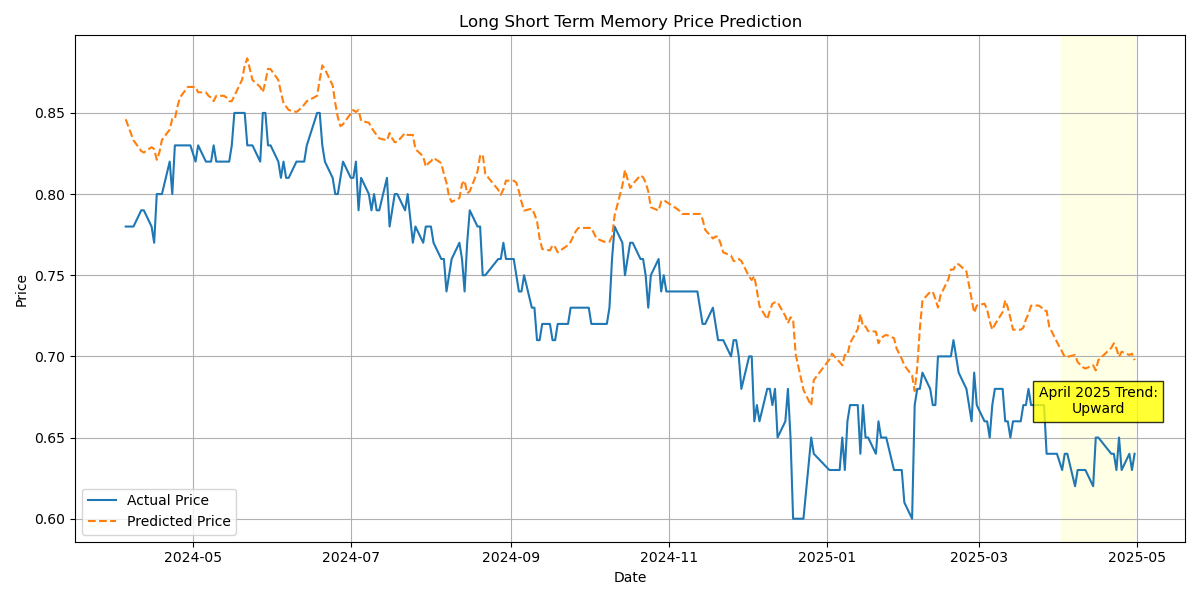 Long Short Term Memory Price Prediction
Price
0.85
0.80
0.75
0.70
0.65
0.60
April 2025 Trend:
Upward
Actual Price
Predicted Price
2024-05
2024-07
2024-09
2024-11
2025-01
2025-03
2025-05
Date